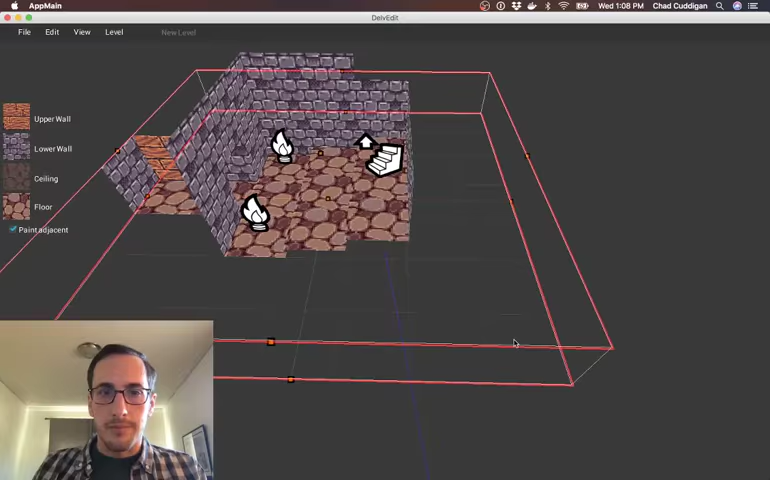 AppMain
Wed 1:08 PM Chad Cuddigan
DelvEdit
File Edit View Level New Level
Upper Wall
Lower Wall
Ceiling
Floor
Paint adjacent